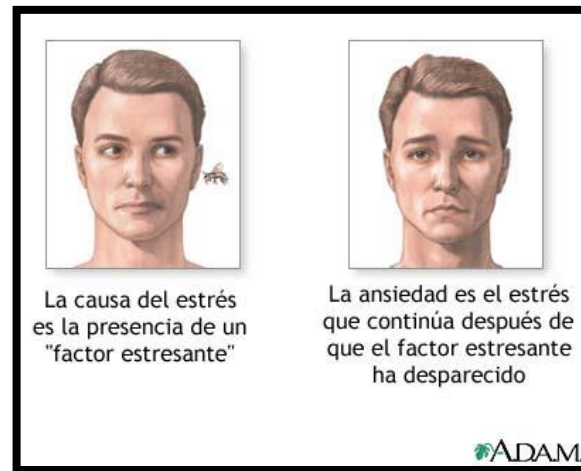 La causa del estrés
es la presencia de un
"factor estresante"
La ansiedad es el estrés
que continúa después de
que el factor estresante
ha desparecido
A.D.A.M.